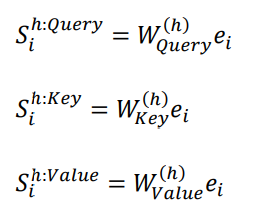 S_i^{h:Query} = W_{Query}^{(h)} e_i
S_i^{h:Key} = W_{Key}^{(h)} e_i
S_i^{h:Value} = W_{Value}^{(h)} e_i